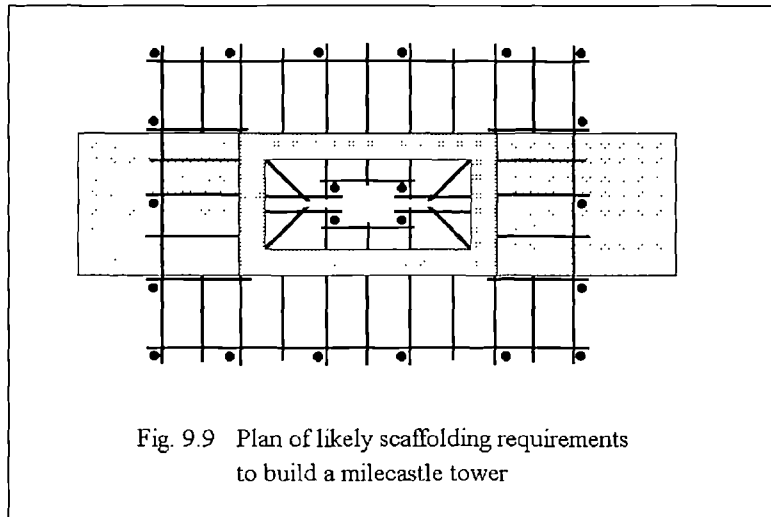 Fig. 9.9 Plan of likely scaffolding requirements
to build a milecastle tower